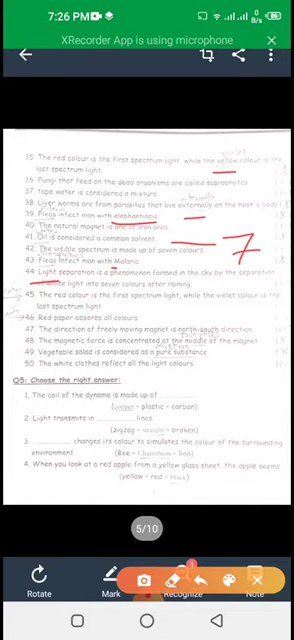 7:26 PM
0
B/s
XRecorder App is using microphone
violet
35. The red colour is the first spectrum light, while the yellow colour is the
last spectrum light.
36. Fungi that feed on the dead organisms are called saprophytes
37. tape water is considered a mixture.
38. Liver worms are from parasites that live externally on the host's body
39. Fleas infect man with elephantiasis
40. The natural magnet is one of iron ores
41. Oil is considered a common solvent.
42. The visible spectrum is made up of seven colours.
7
43. Fleas Infect man with Malaria
44. Light separation is a phenomenon formed in the sky by the separation
of white light into seven colours after raining.
45. The red colour is the first spectrum light, while the violet colour is the
last spectrum light.
46. Red paper absorbs all colours
47. The direction of freely moving magnet is north-south direction
48. The magnetic force is concentrated at the middle of the magnet
mixture
49. Vegetable salad is considered as a pure substance.
50. The white clothes reflect all the light colours.
Q5: Choose the right answer:
1. The coil of the dynamo is made up of ..........
(copper - plastic - carbon)
2. Light transmits in .......... lines.
(zigzag - straight - broken)
3. .......... changes its colour to simulates the colour of the surrounding
environment. (Bee - Chameleon - lion)
4. When you look at a red apple from a yellow glass sheet, the apple seems
(yellow - red - black)
5/10
1
Rotate
Mark
Recognize
Note